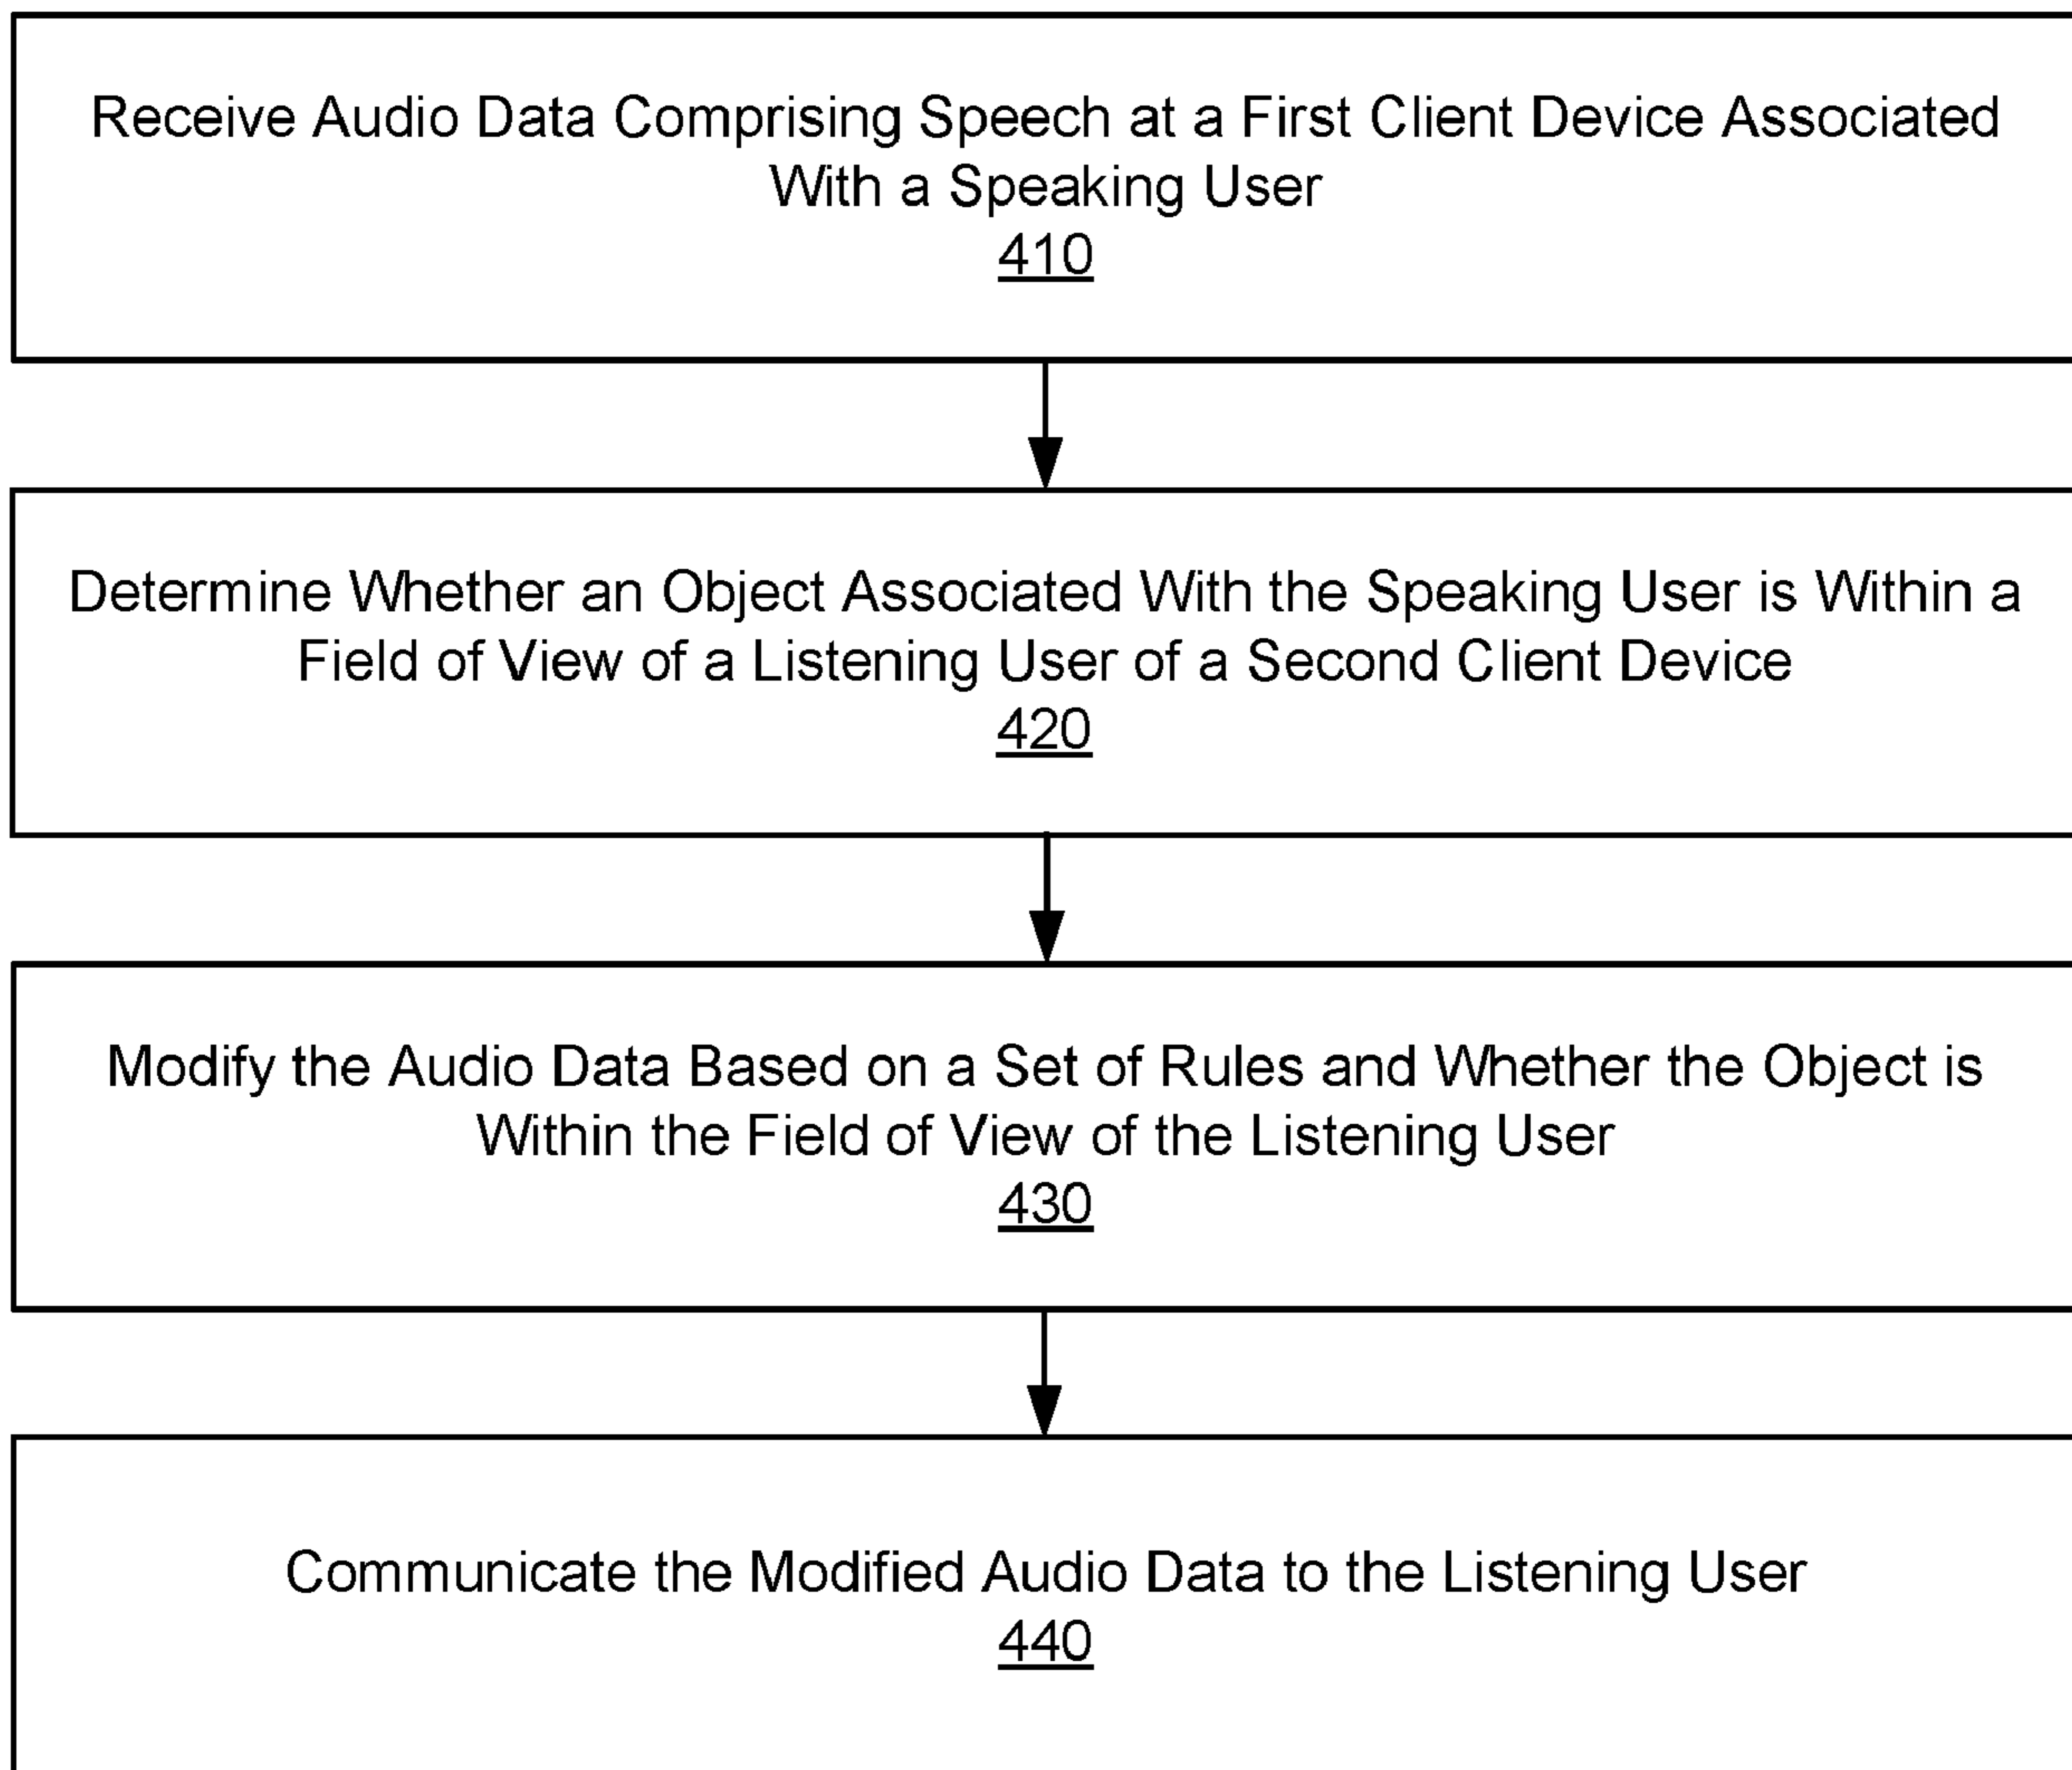 Receive Audio Data Comprising Speech at a First Client Device Associated
With a Speaking User
410
Determine Whether an Object Associated With the Speaking User is Within a
Field of View of a Listening User of a Second Client Device
420
Modify the Audio Data Based on a Set of Rules and Whether the Object is
Within the Field of View of the Listening User
430
Communicate the Modified Audio Data to the Listening User
440